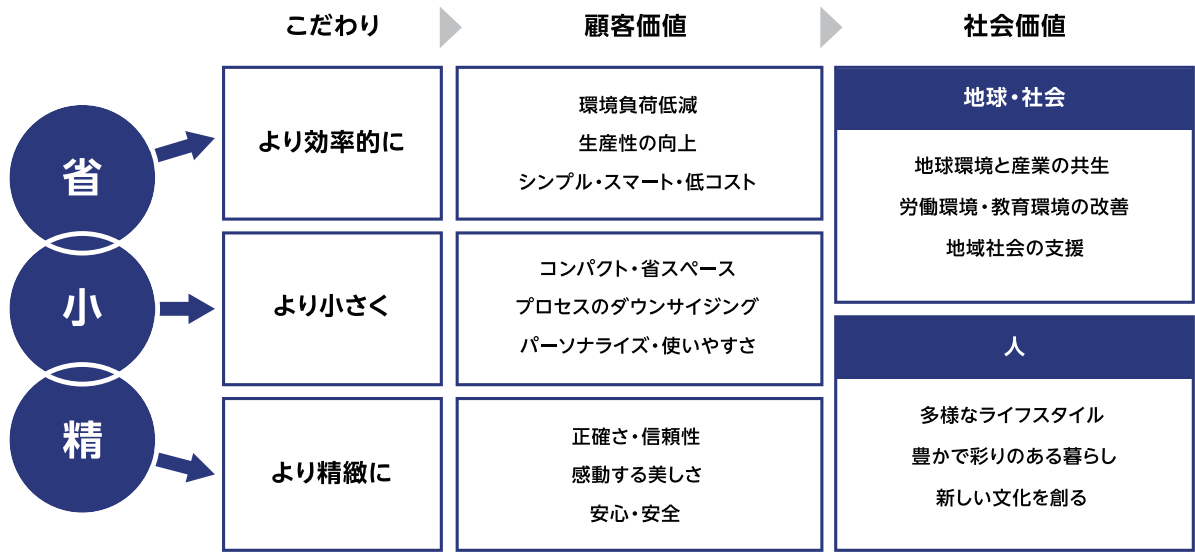 こだわり
顧客価値
社会価値
省
小
精
より効率的に
環境負荷低減
生産性の向上
シンプル・スマート・低コスト
より小さく
コンパクト・省スペース
プロセスのダウンサイジング
パーソナライズ・使いやすさ
より精緻に
正確さ・信頼性
感動する美しさ
安心・安全
地球・社会
地球環境と産業の共生
労働環境・教育環境の改善
地域社会の支援
人
多様なライフスタイル
豊かで彩りのある暮らし
新しい文化を創る